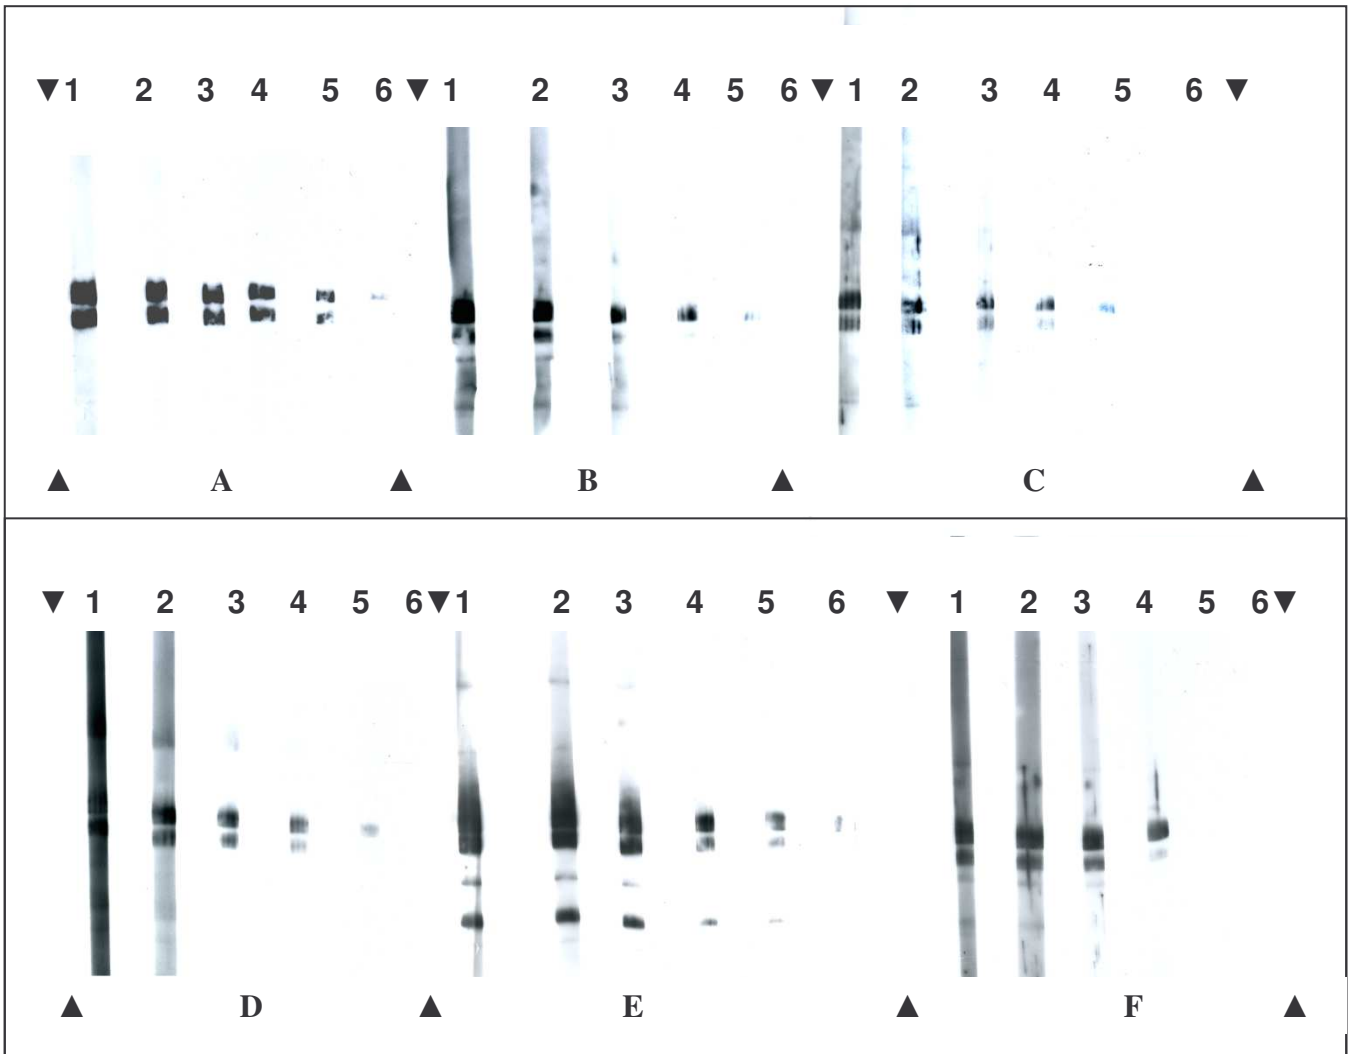 ▼1 2 3 4 5 6 ▼ 1 2 3 4 5 6 ▼ 1 2 3 4 5 6 ▼
▲ A ▲ B ▲ C ▲
▼ 1 2 3 4 5 6▼1 2 3 4 5 6 ▼ 1 2 3 4 5 6▼
▲ D ▲ E ▲ F ▲